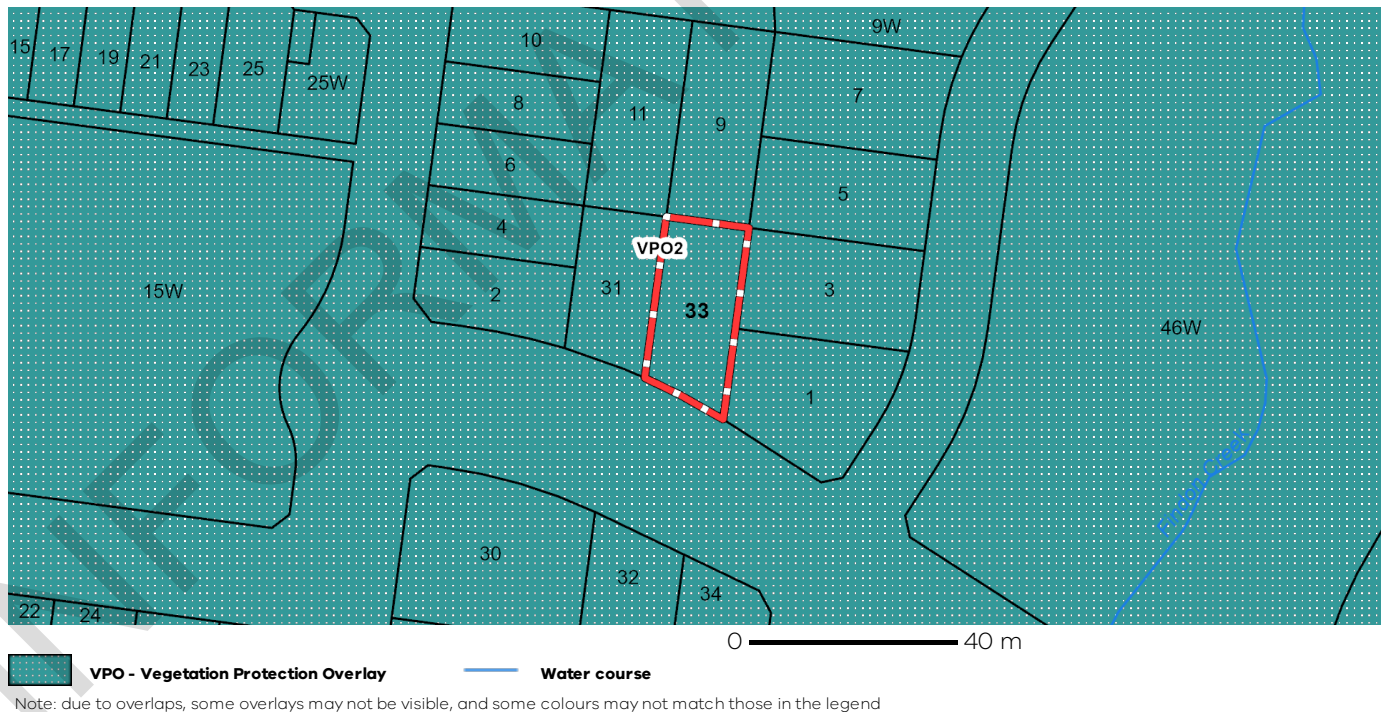 10
9W
15
17
19
21
23
25
25W
7
8
11
9
6
5
4
VPO2
15W
2
31
33
3
46W
1
Findon Creek
30
32
34
22
24
0 40 m
VPO - Vegetation Protection Overlay Water course
Note: due to overlaps, some overlays may not be visible, and some colours may not match those in the legend